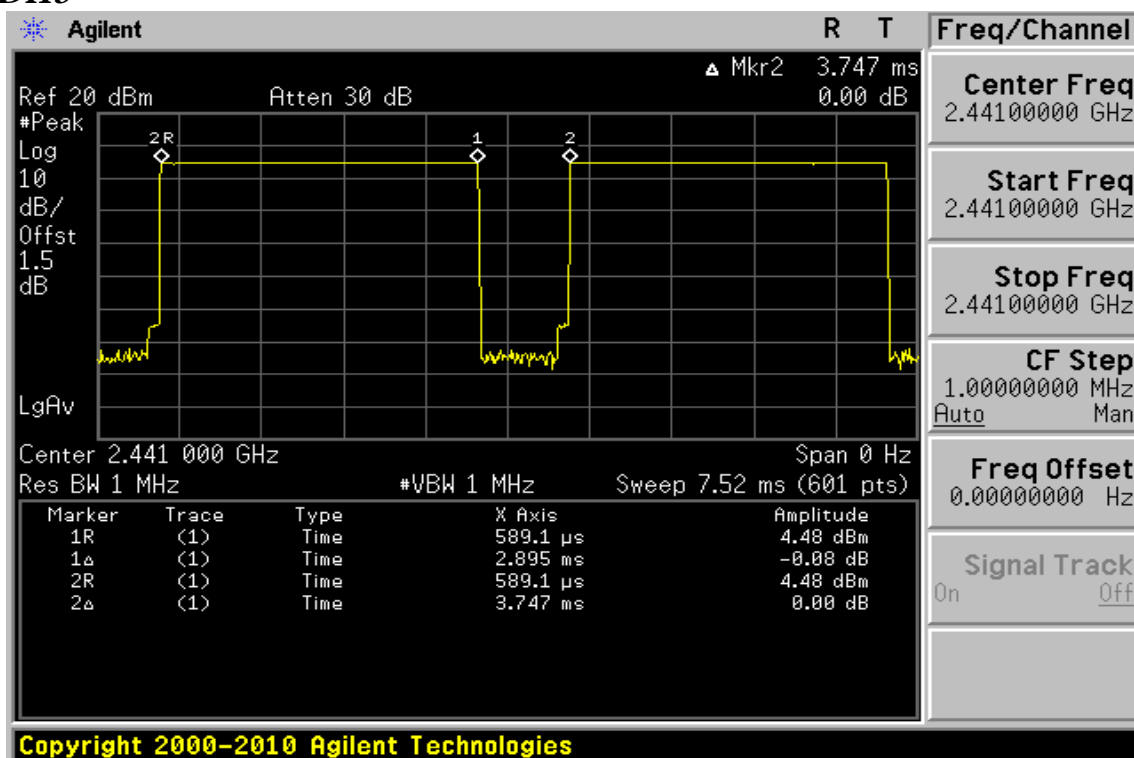 DH5
Agilent R T Freq/Channel
▵ Mkr2 3.747 ms
Ref 20 dBm Atten 30 dB 0.00 dB
#Peak
Log
10
dB/
Offst
1.5
dB
LgAv
2R 1 2
Center 2.441 000 GHz Span 0 Hz
Res BW 1 MHz #VBW 1 MHz Sweep 7.52 ms (601 pts)
Marker Trace Type X Axis Amplitude
1R (1) Time 589.1 µs 4.48 dBm
1▵ (1) Time 2.895 ms -0.08 dB
2R (1) Time 589.1 µs 4.48 dBm
2▵ (1) Time 3.747 ms 0.00 dB
Center Freq
2.44100000 GHz
Start Freq
2.44100000 GHz
Stop Freq
2.44100000 GHz
CF Step
1.00000000 MHz
Auto Man
Freq Offset
0.00000000 Hz
Signal Track
On Off
Copyright 2000-2010 Agilent Technologies